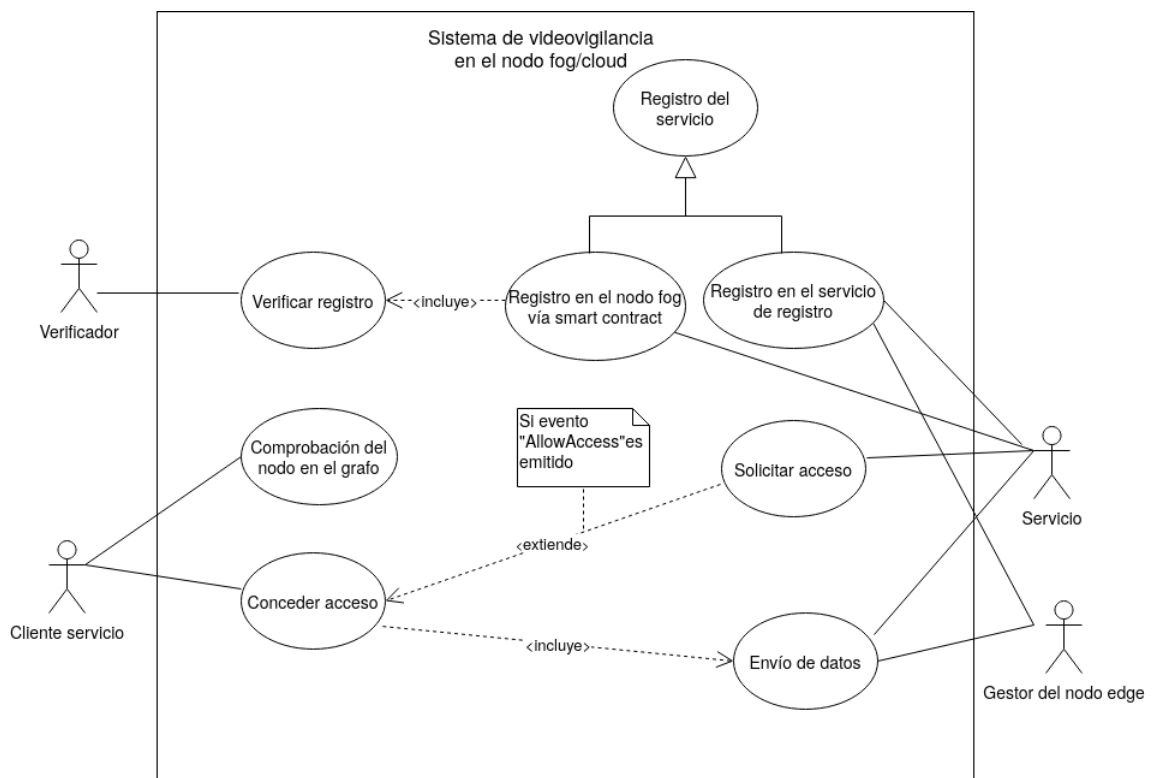 Sistema de videovigilancia
en el nodo fog/cloud
Registro del
servicio
Verificador
Verificar registro
<incluye>
Registro en el nodo fog
vía smart contract
Registro en el servicio
de registro
Comprobación del
nodo en el grafo
Si evento
"AllowAccess"es
emitido
Solicitar acceso
Servicio
<extiende>
Cliente servicio
Conceder acceso
<incluye>
Envío de datos
Gestor del nodo edge